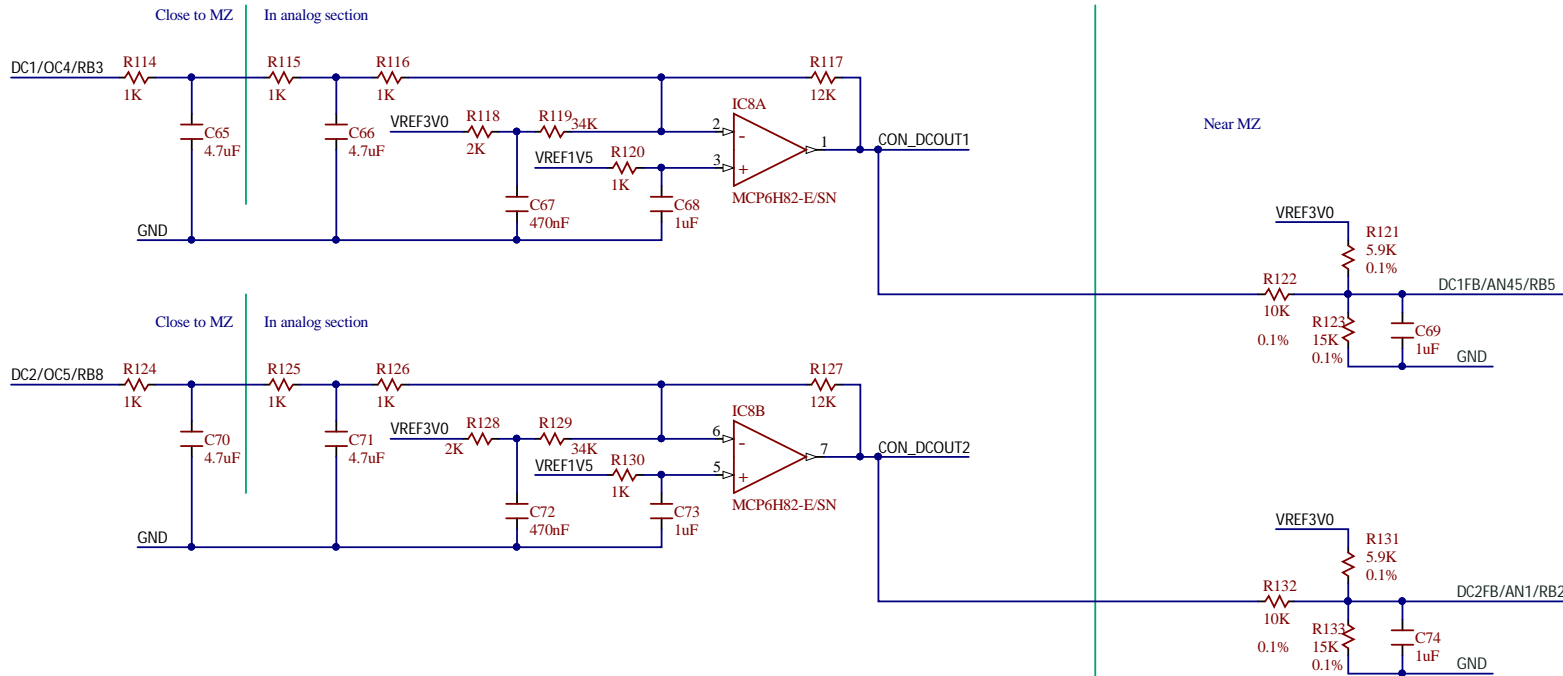 Close to MZ
In analog section
DC1/OC4/RB3
R114
1K
R115
1K
R116
1K
R117
12K
C65
4.7uF
C66
4.7uF
VREF3V0
R118
2K
R119
34K
VREF1V5
R120
1K
IC8A
2
3
1
-
+
MCP6H82-E/SN
CON_DCOUT1
C67
470nF
C68
1uF
GND
Near MZ
VREF3V0
R121
5.9K
0.1%
R122
10K
0.1%
R123
15K
0.1%
C69
1uF
DC1FB/AN45/RB5
GND
Close to MZ
In analog section
DC2/OC5/RB8
R124
1K
R125
1K
R126
1K
R127
12K
C70
4.7uF
C71
4.7uF
VREF3V0
R128
2K
R129
34K
VREF1V5
R130
1K
IC8B
6
5
7
-
+
MCP6H82-E/SN
CON_DCOUT2
C72
470nF
C73
1uF
GND
VREF3V0
R131
5.9K
0.1%
R132
10K
0.1%
R133
15K
0.1%
C74
1uF
DC2FB/AN1/RB2
GND